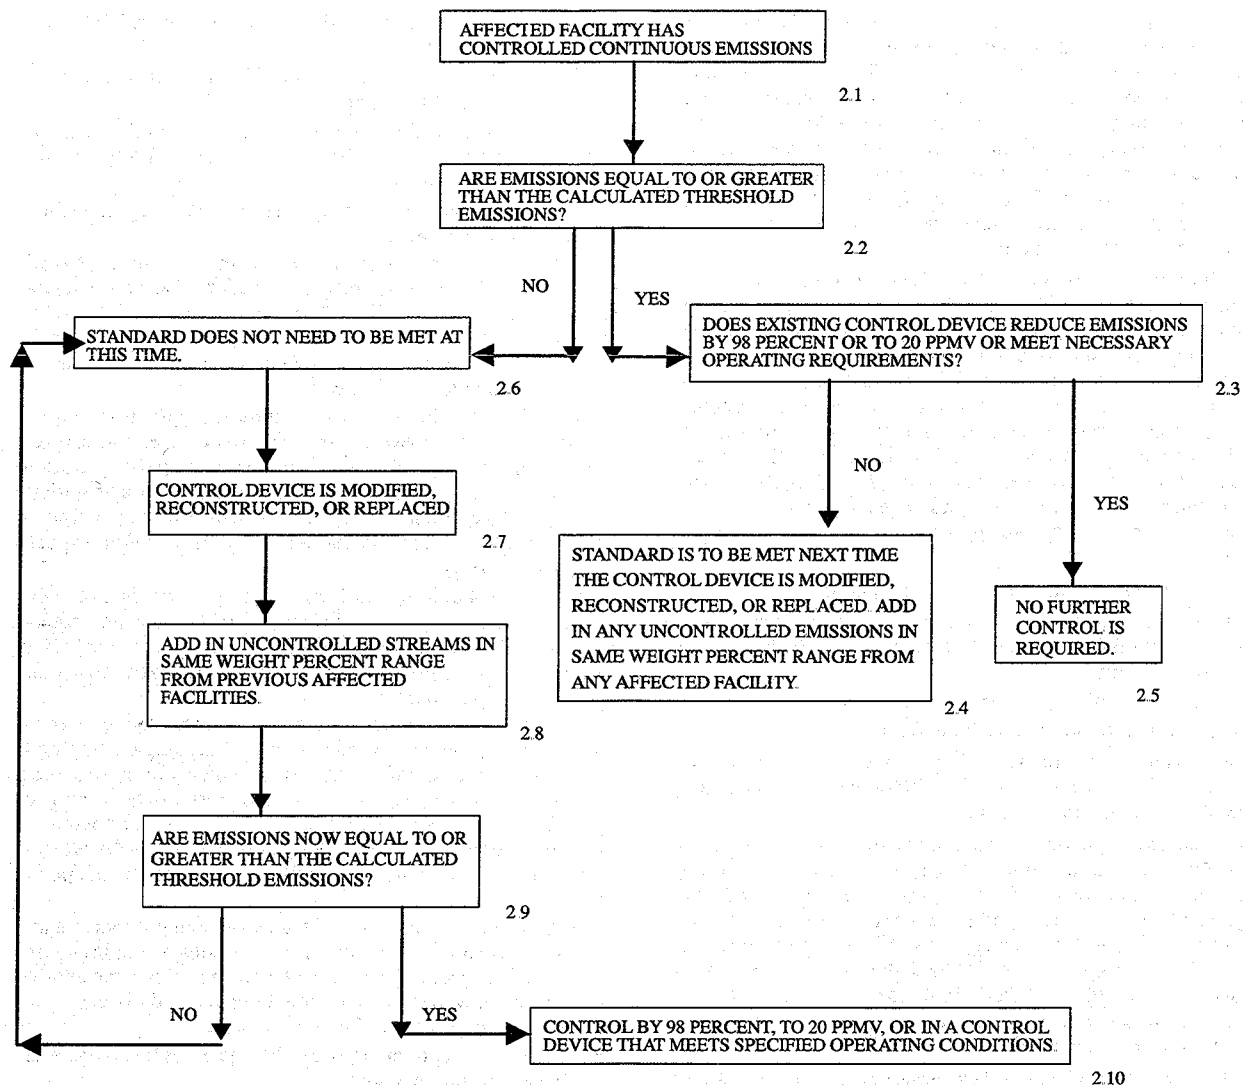 AFFECTED FACILITY HAS
CONTROLLED CONTINUOUS EMISSIONS
2.1
ARE EMISSIONS EQUAL TO OR GREATER
THAN THE CALCULATED THRESHOLD
EMISSIONS?
2.2
NO
YES
STANDARD DOES NOT NEED TO BE MET AT
THIS TIME.
2.6
DOES EXISTING CONTROL DEVICE REDUCE EMISSIONS
BY 98 PERCENT OR TO 20 PPMV OR MEET NECESSARY
OPERATING REQUIREMENTS?
2.3
NO
YES
CONTROL DEVICE IS MODIFIED,
RECONSTRUCTED, OR REPLACED
2.7
STANDARD IS TO BE MET NEXT TIME
THE CONTROL DEVICE IS MODIFIED,
RECONSTRUCTED, OR REPLACED. ADD
IN ANY UNCONTROLLED EMISSIONS IN
SAME WEIGHT PERCENT RANGE FROM
ANY AFFECTED FACILITY.
2.4
NO FURTHER
CONTROL IS
REQUIRED.
2.5
ADD IN UNCONTROLLED STREAMS IN
SAME WEIGHT PERCENT RANGE
FROM PREVIOUS AFFECTED
FACILITIES.
2.8
ARE EMISSIONS NOW EQUAL TO OR
GREATER THAN THE CALCULATED
THRESHOLD EMISSIONS?
2.9
NO
YES
CONTROL BY 98 PERCENT, TO 20 PPMV, OR IN A CONTROL
DEVICE THAT MEETS SPECIFIED OPERATING CONDITIONS.
2.10